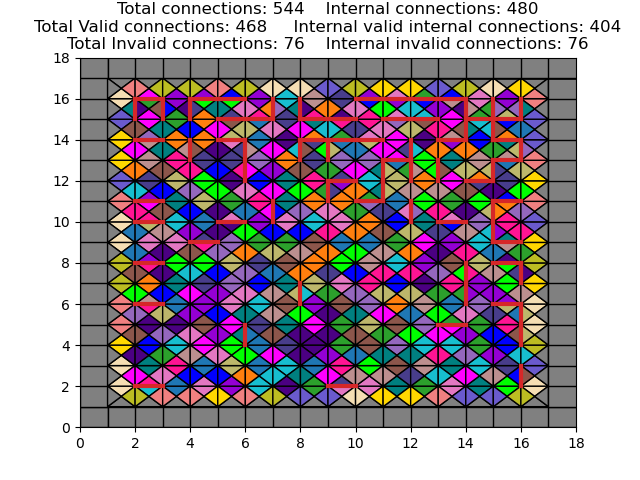 Total connections: 544    Internal connections: 480
Total Valid connections: 468     Internal valid internal connections: 404
Total Invalid connections: 76    Internal invalid connections: 76
18
16
14
12
10
8
6
4
2
0
0 2 4 6 8 10 12 14 16 18